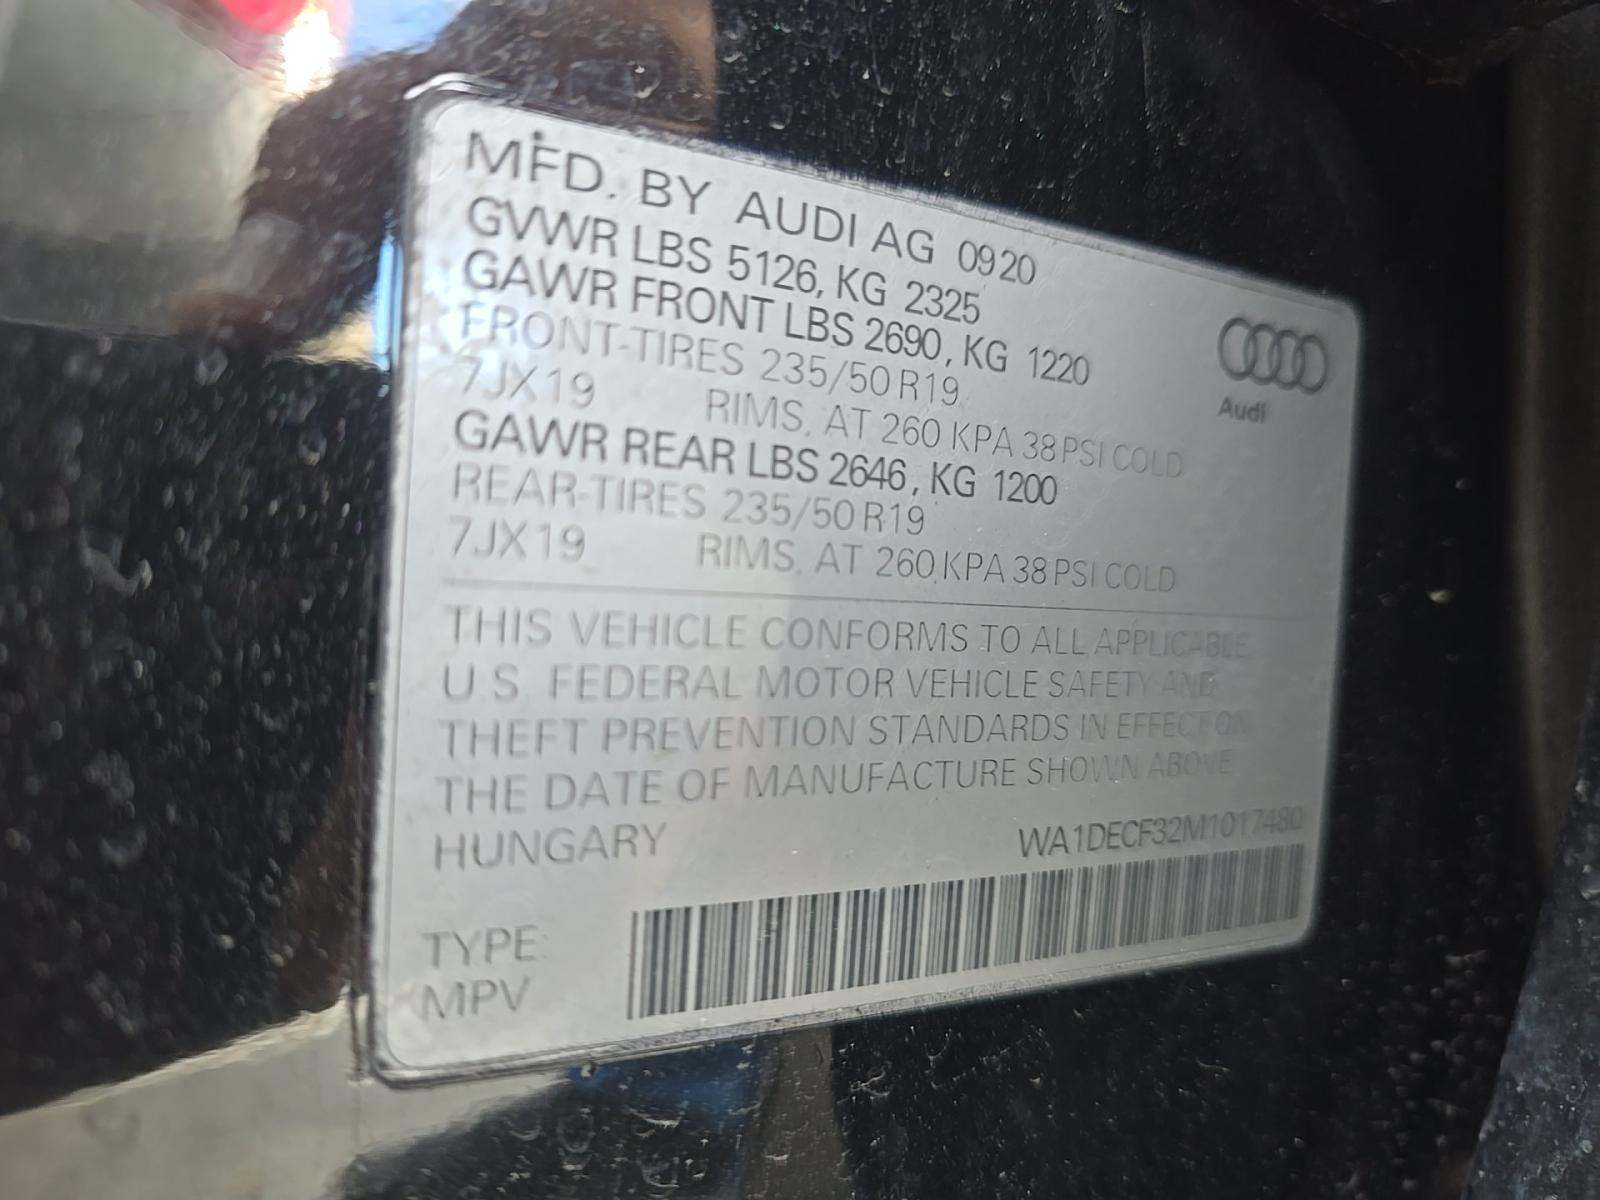 MFD. BY AUDI AG 0920
GVWR LBS 5126, KG 2325
GAWR FRONT LBS 2690, KG 1220
FRONT-TIRES 235/50 R19
7JX19 RIMS, AT 260 KPA 38 PSI COLD
GAWR REAR LBS 2646, KG 1200
REAR-TIRES 235/50 R19
7JX19 RIMS, AT 260 KPA 38 PSI COLD
Audi
THIS VEHICLE CONFORMS TO ALL APPLICABLE
U.S. FEDERAL MOTOR VEHICLE SAFETY AND
THEFT PREVENTION STANDARDS IN EFFECT ON
THE DATE OF MANUFACTURE SHOWN ABOVE
HUNGARY WA1DECF32M1017480
TYPE:
MPV